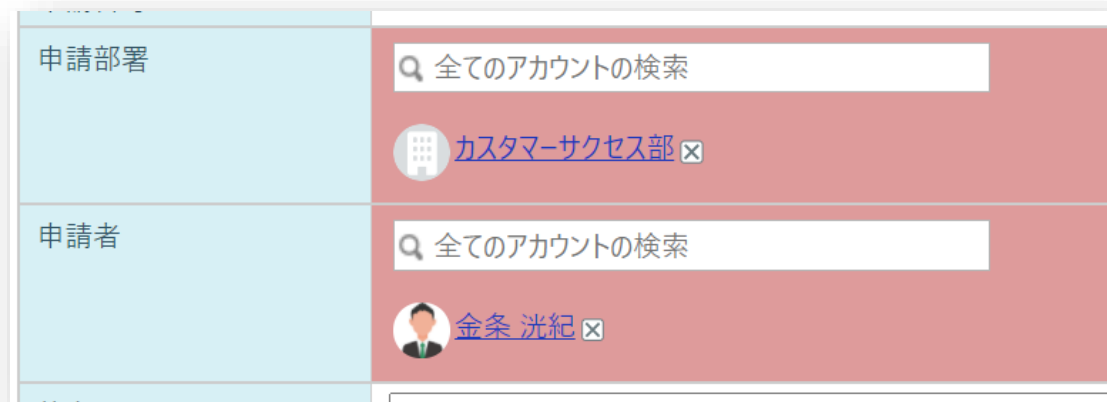 申請部署
全てのアカウントの検索
カスタマーサクセス部
申請者
全てのアカウントの検索
金条 洸紀